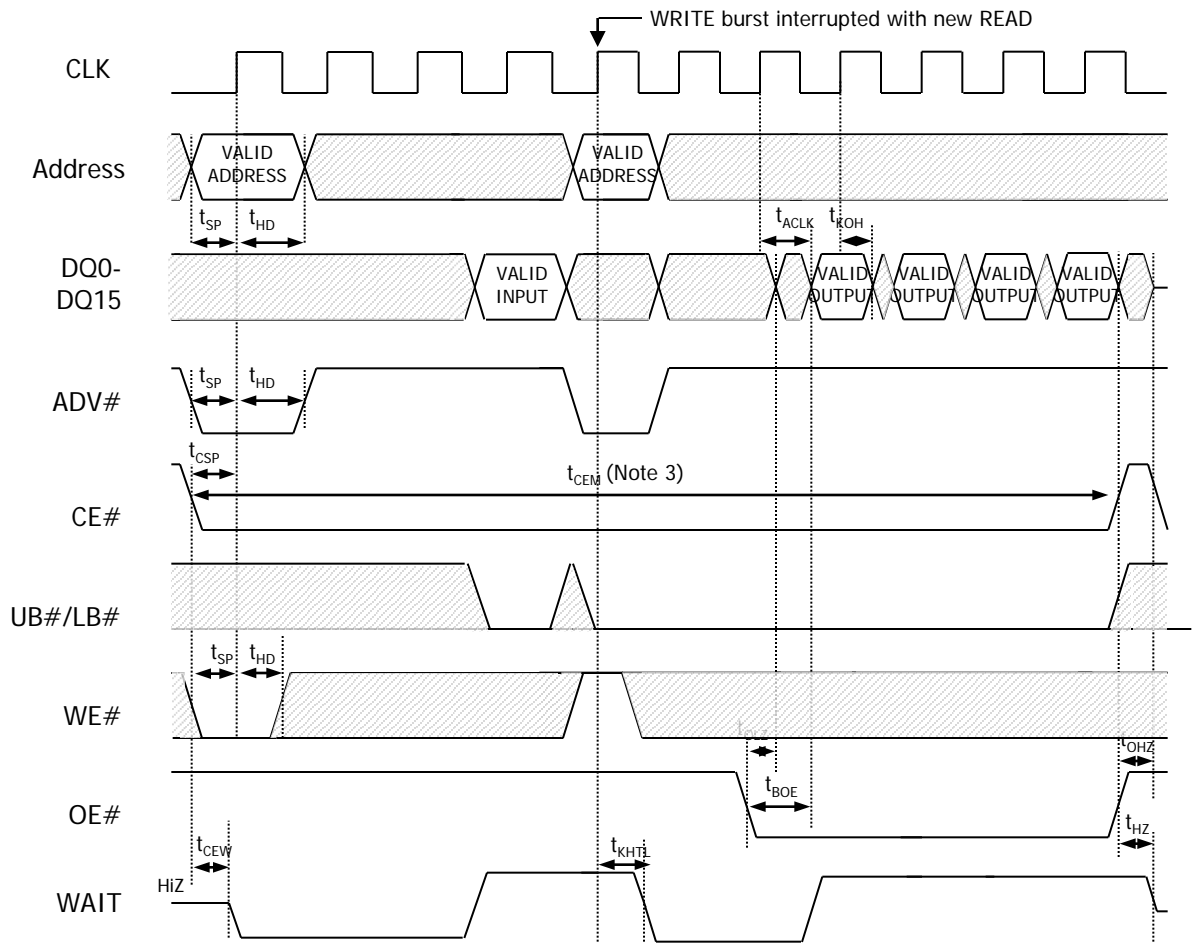 WRITE burst interrupted with new READ
CLK
Address
VALID
ADDRESS
VALID
ADDRESS
tSP
tHD
tACLK
tKOH
DQ0-
DQ15
VALID
INPUT
VALID
OUTPUT
VALID
OUTPUT
VALID
OUTPUT
VALID
OUTPUT
ADV#
tSP
tHD
tCSP
tCEM (Note 3)
CE#
UB#/LB#
tSP
tHD
WE#
tOLZ
tOHZ
OE#
tBOE
tCEW
tKHTL
tHZ
HiZ
WAIT